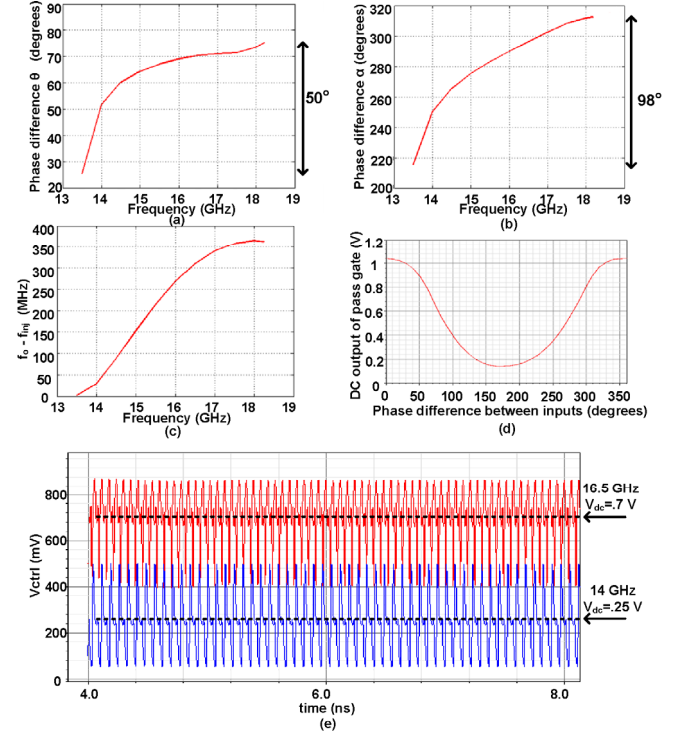 90
80
70
60
50
40
30
20
13 14 15 16 17 18 19
Phase difference θ (degrees)
Frequency (GHz)
50°
(a)
320
300
280
260
240
220
200
13 14 15 16 17 18 19
Phase difference α (degrees)
Frequency (GHz)
98°
(b)
400
350
300
250
200
150
100
50
0
13 14 15 16 17 18 19
fo - finj (MHz)
Frequency (GHz)
(c)
1.2
1
0.8
0.6
0.4
0.2
0
0 50 100 150 200 250 300 350
DC output of pass gate (V)
Phase difference between inputs (degrees)
(d)
800
600
400
200
0
4.0 6.0 8.0
Vctrl (mV)
time (ns)
16.5 GHz
Vdc=.7 V
14 GHz
Vdc=.25 V
(e)